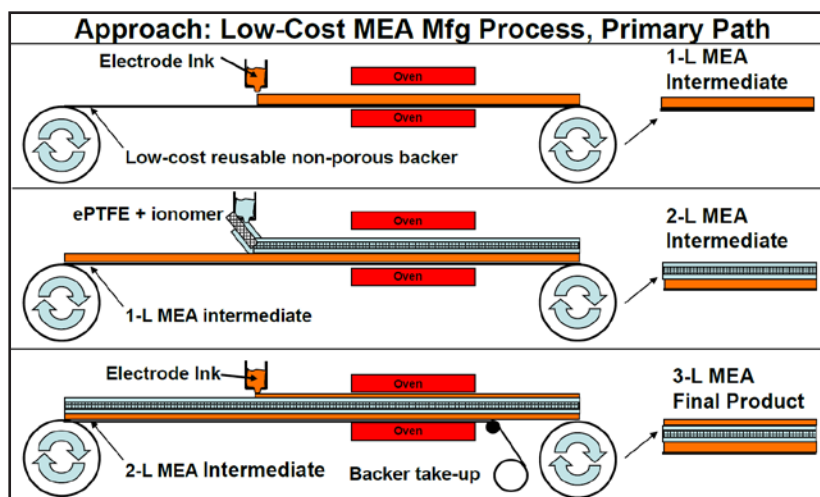 Approach: Low-Cost MEA Mfg Process, Primary Path
Electrode Ink
Oven
Oven
Low-cost reusable non-porous backer
1-L MEA
Intermediate
ePTFE + ionomer
Oven
Oven
1-L MEA intermediate
2-L MEA
Intermediate
Electrode Ink
Oven
Oven
2-L MEA Intermediate
Backer take-up
3-L MEA
Final Product